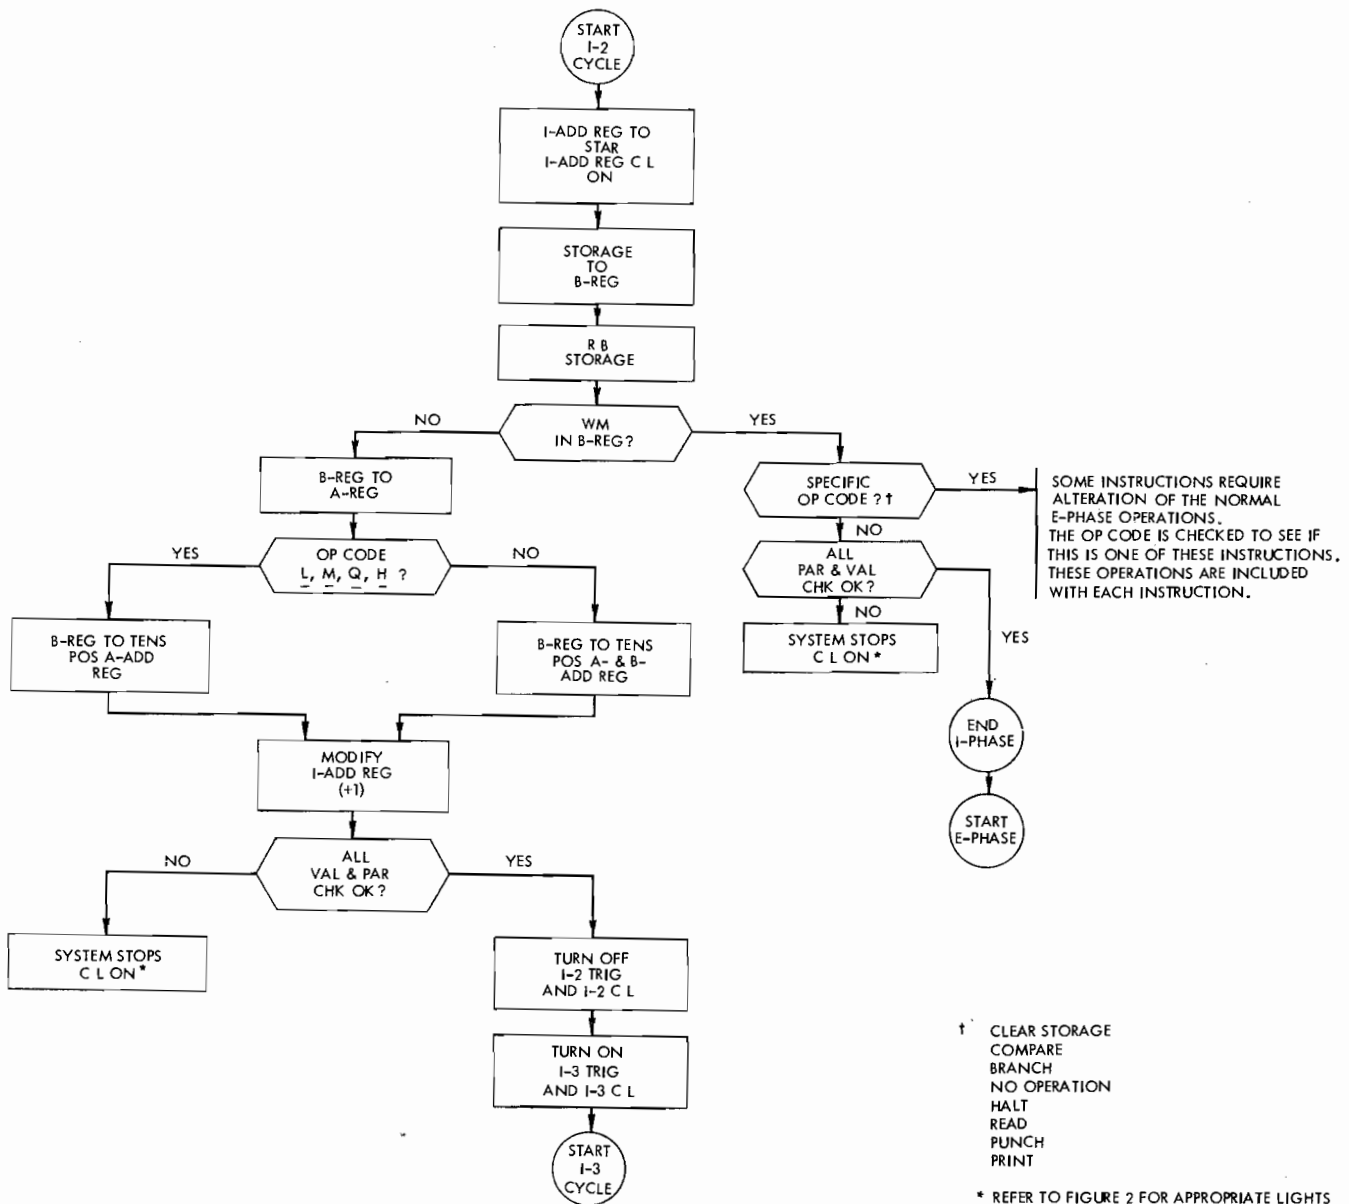 START
I-2
CYCLE
I-ADD REG TO
STAR
I-ADD REG C L
ON
STORAGE
TO
B-REG
R B
STORAGE
WM
IN B-REG?
NO
YES
B-REG TO
A-REG
SPECIFIC
OP CODE ?†
YES
SOME INSTRUCTIONS REQUIRE
ALTERATION OF THE NORMAL
E-PHASE OPERATIONS.
THE OP CODE IS CHECKED TO SEE IF
THIS IS ONE OF THESE INSTRUCTIONS.
THESE OPERATIONS ARE INCLUDED
WITH EACH INSTRUCTION.
NO
OP CODE
L, M, Q, H ?
YES
NO
ALL
PAR & VAL
CHK OK?
NO
YES
SYSTEM STOPS
C L ON*
B-REG TO TENS
POS A-ADD
REG
B-REG TO TENS
POS A- & B-
ADD REG
END
I-PHASE
START
E-PHASE
MODIFY
I-ADD REG
(+1)
ALL
VAL & PAR
CHK OK?
NO
YES
SYSTEM STOPS
C L ON*
TURN OFF
I-2 TRIG
AND I-2 C L
TURN ON
I-3 TRIG
AND I-3 C L
START
I-3
CYCLE
† CLEAR STORAGE
COMPARE
BRANCH
NO OPERATION
HALT
READ
PUNCH
PRINT
* REFER TO FIGURE 2 FOR APPROPRIATE LIGHTS